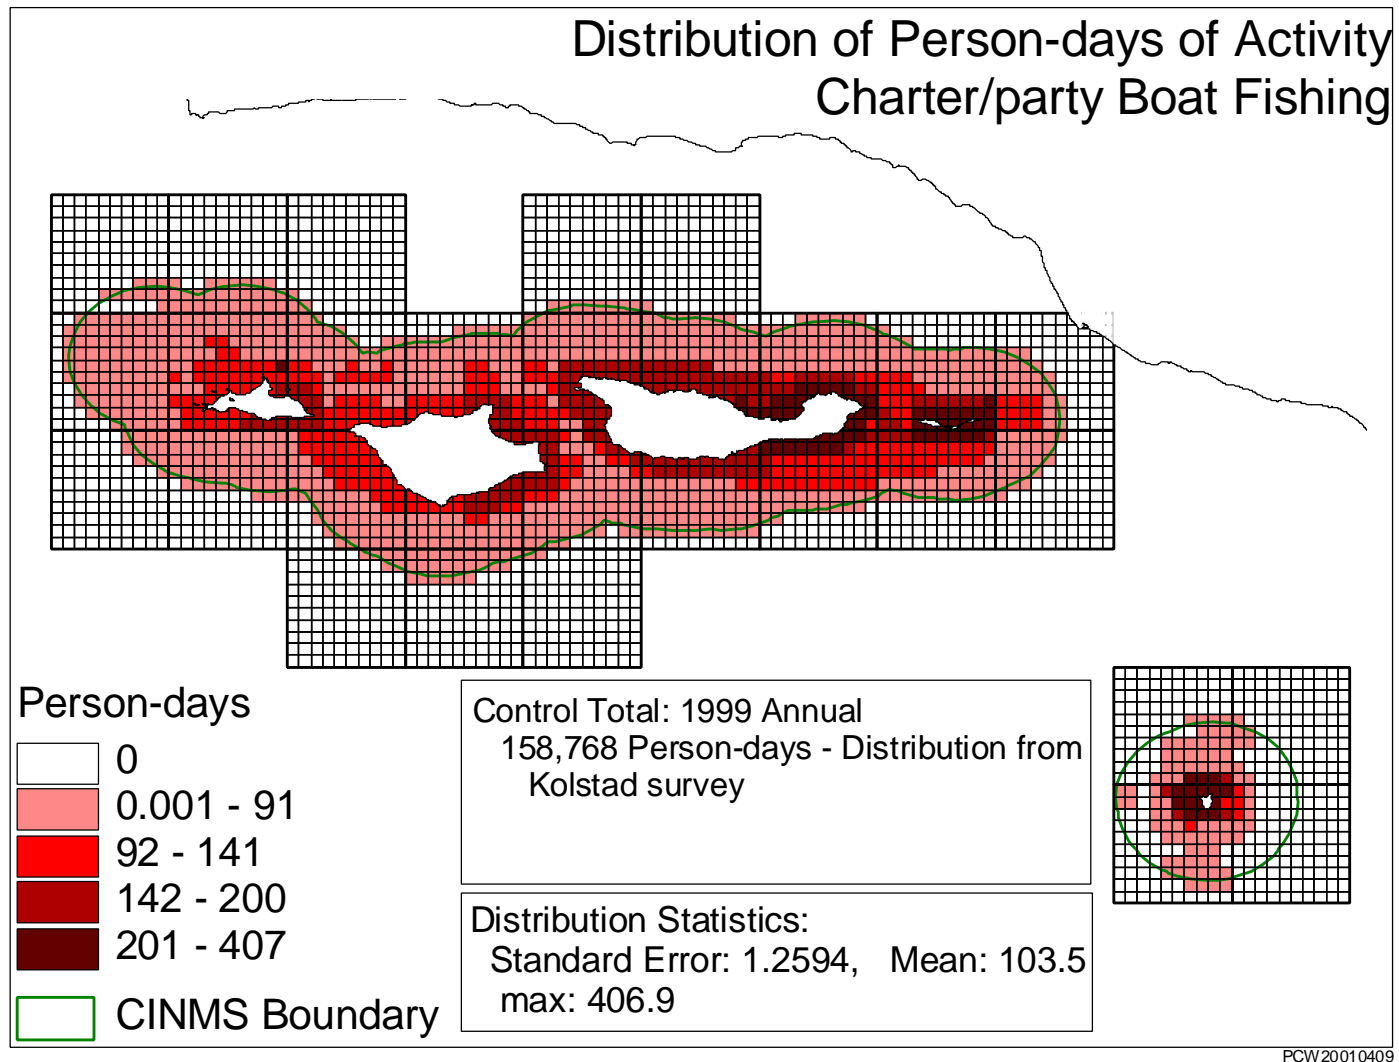 Distribution of Person-days of Activity
Charter/party Boat Fishing
Person-days
0
0.001 - 91
92 - 141
142 - 200
201 - 407
CINMS Boundary
Control Total: 1999 Annual
158,768 Person-days - Distribution from
Kolstad survey
Distribution Statistics:
Standard Error: 1.2594, Mean: 103.5
max: 406.9
PCW20010409